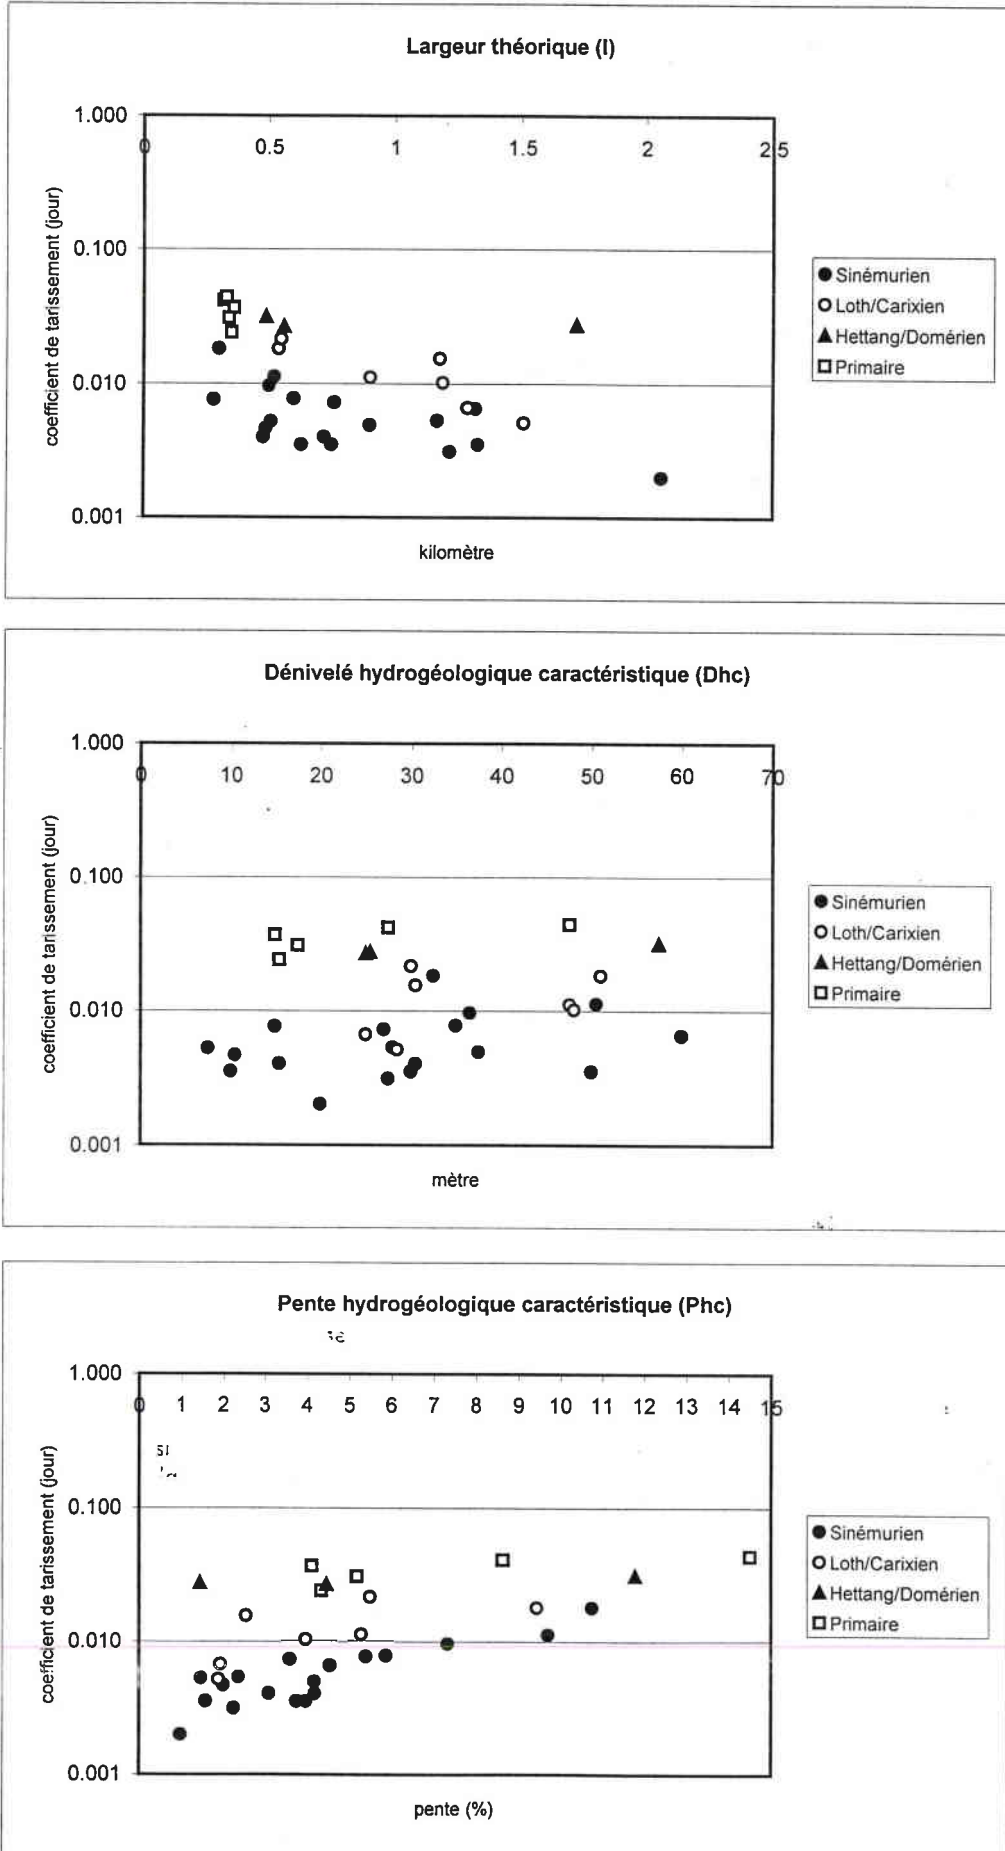 Largeur théorique (l)
1.000
0 0.5 1 1.5 2 2.5
0.100
0.010
0.001
coefficient de tarissement (jour)
kilomètre
Sinémurien
Loth/Carixien
Hettang/Domérien
Primaire
Dénivelé hydrogéologique caractéristique (Dhc)
1.000
0 10 20 30 40 50 60 70
0.100
0.010
0.001
coefficient de tarissement (jour)
mètre
Sinémurien
Loth/Carixien
Hettang/Domérien
Primaire
Pente hydrogéologique caractéristique (Phc)
1.000
0 1 2 3 4 5 6 7 8 9 10 11 12 13 14 15
0.100
0.010
0.001
coefficient de tarissement (jour)
pente (%)
Sinémurien
Loth/Carixien
Hettang/Domérien
Primaire